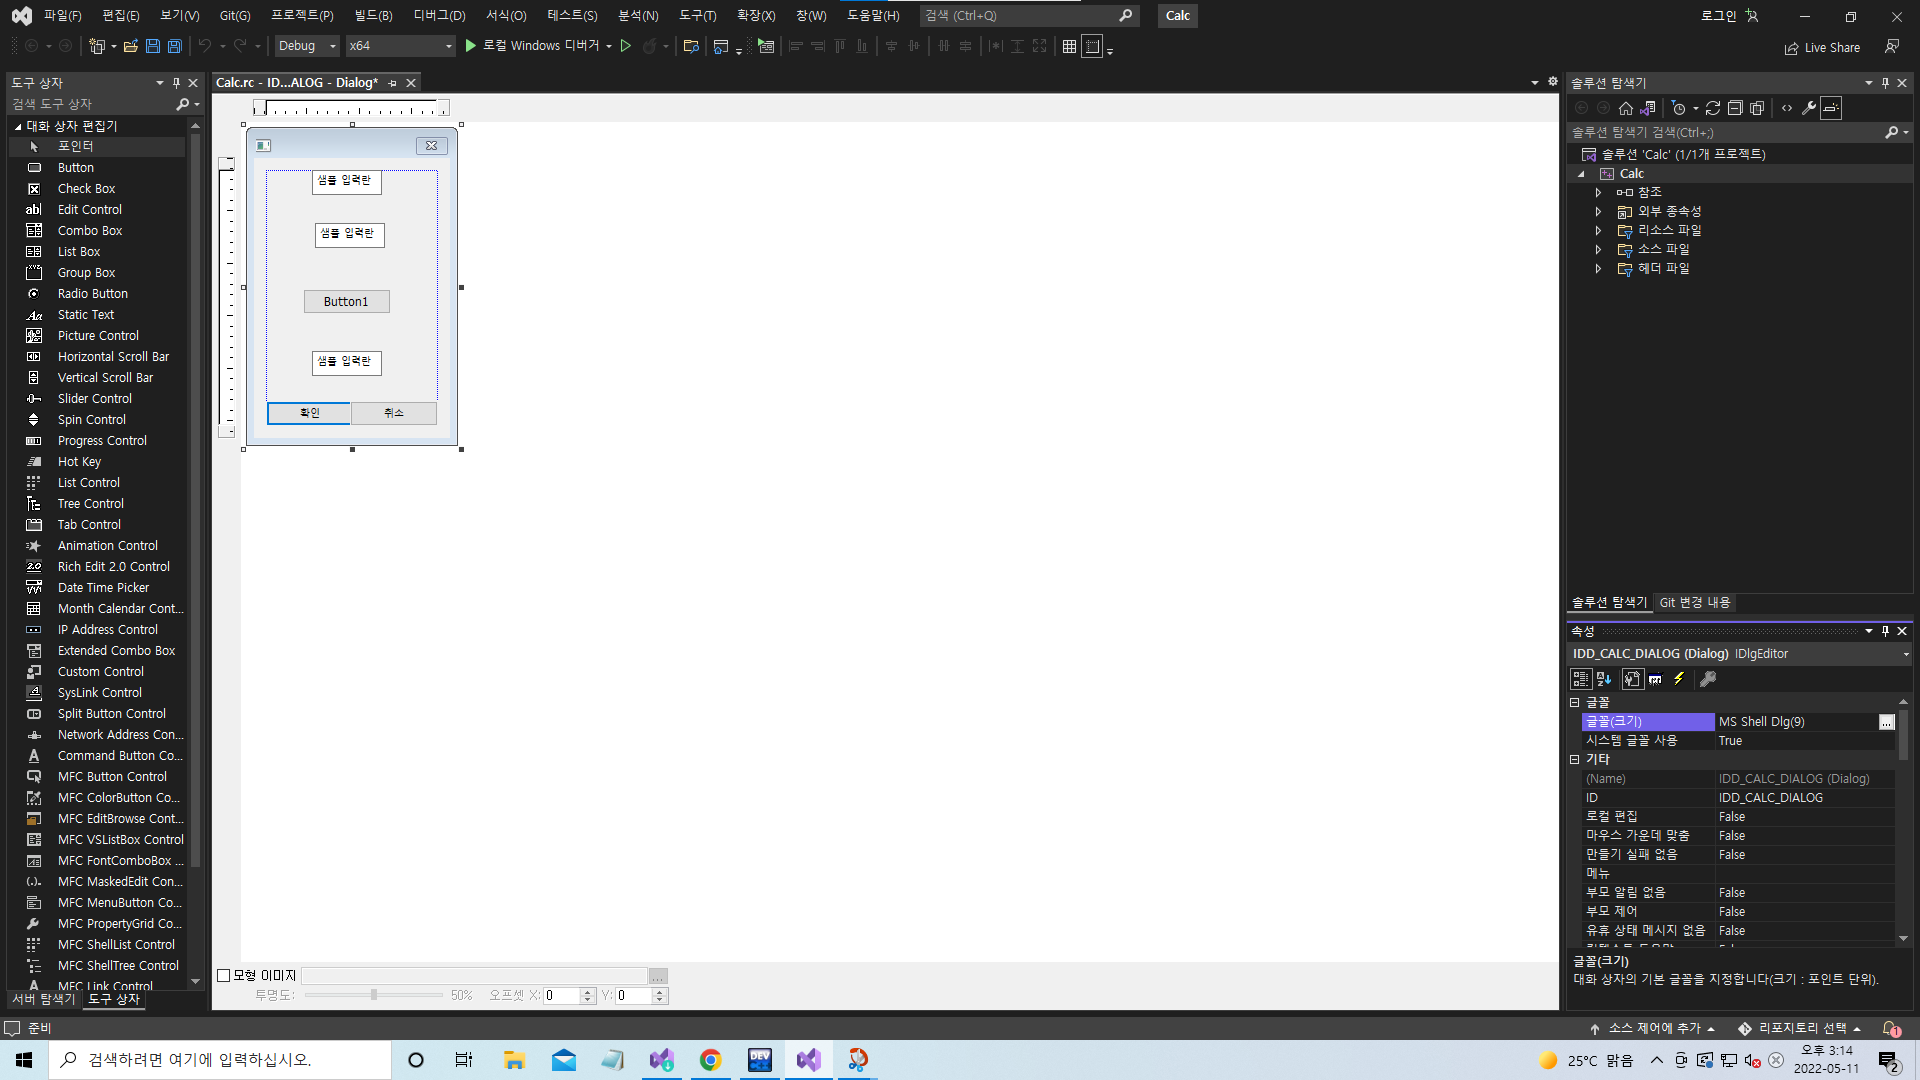 파일(F) 편집(E) 보기(V) Git(G) 프로젝트(P) 빌드(B) 디버그(D) 서식(O) 테스트(S) 분석(N) 도구(T) 확장(X) 창(W) 도움말(H) 검색 (Ctrl+Q) Calc 로그인
Debug x64 로컬 Windows 디버거 Live Share
도구 상자
검색 도구 상자
대화 상자 편집기
포인터
Button
Check Box
Edit Control
Combo Box
List Box
Group Box
Radio Button
Static Text
Picture Control
Horizontal Scroll Bar
Vertical Scroll Bar
Slider Control
Spin Control
Progress Control
Hot Key
List Control
Tree Control
Tab Control
Animation Control
Rich Edit 2.0 Control
Date Time Picker
Month Calendar Cont...
IP Address Control
Extended Combo Box
Custom Control
SysLink Control
Split Button Control
Network Address Con...
Command Button Co...
MFC Button Control
MFC ColorButton Co...
MFC EditBrowse Cont...
MFC VSListBox Control
MFC FontComboBox ...
MFC MaskedEdit Con...
MFC MenuButton Co...
MFC PropertyGrid Co...
MFC ShellList Control
MFC ShellTree Control
MFC Link Control
서버 탐색기 도구 상자
Calc.rc - ID...ALOG - Dialog*
샘플 입력란
샘플 입력란
Button1
샘플 입력란
확인 취소
모형 이미지 ...
투명도: 50% 오프셋 X: 0 Y: 0
솔루션 탐색기
솔루션 탐색기 검색(Ctrl+;)
솔루션 'Calc' (1/1개 프로젝트)
Calc
참조
외부 종속성
리소스 파일
소스 파일
헤더 파일
솔루션 탐색기 Git 변경 내용
속성
IDD_CALC_DIALOG (Dialog) IDlgEditor
글꼴
글꼴(크기) MS Shell Dlg(9) ...
시스템 글꼴 사용 True
기타
(Name) IDD_CALC_DIALOG (Dialog)
ID IDD_CALC_DIALOG
로컬 편집 False
마우스 가운데 맞춤 False
만들기 실패 없음 False
메뉴
부모 알림 없음 False
부모 제어 False
유휴 상태 메시지 없음 False
글꼴(크기)
대화 상자의 기본 글꼴을 지정합니다(크기 : 포인트 단위).
준비 소스 제어에 추가 리포지토리 선택 1
검색하려면 여기에 입력하십시오. DEV 25°C 맑음 오후 3:14
2022-05-11 2